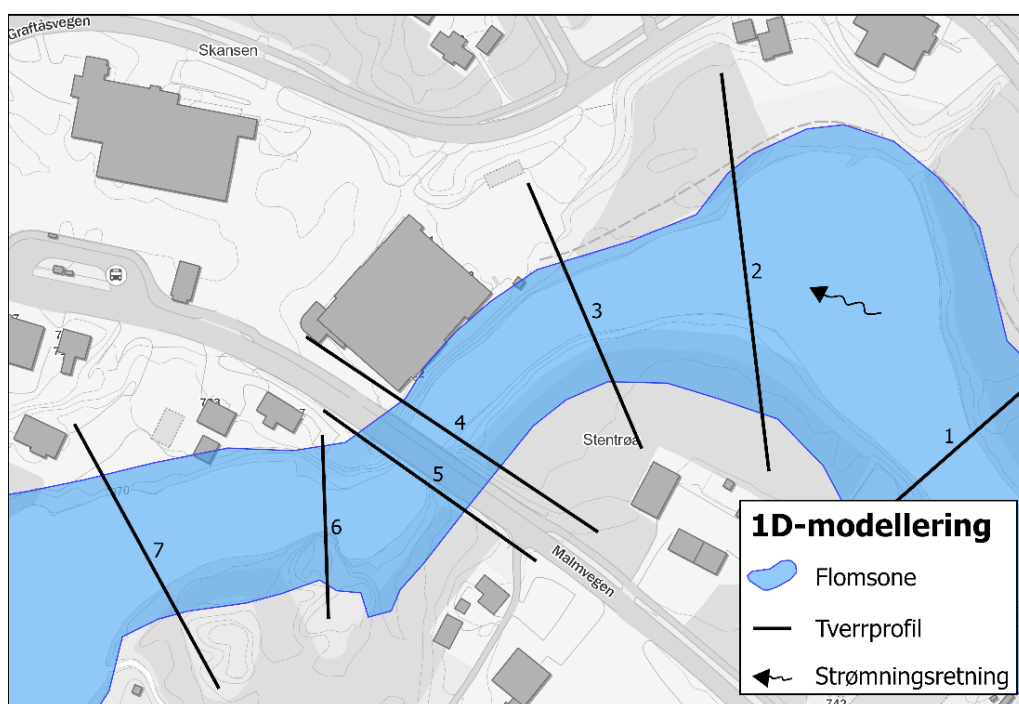 Graftåsvegen
Skansen
2
3
1
4
Stentrøa
5
6
7
Malmvegen
1D-modellering
Flomsone
Tverrprofil
Strømningsretning